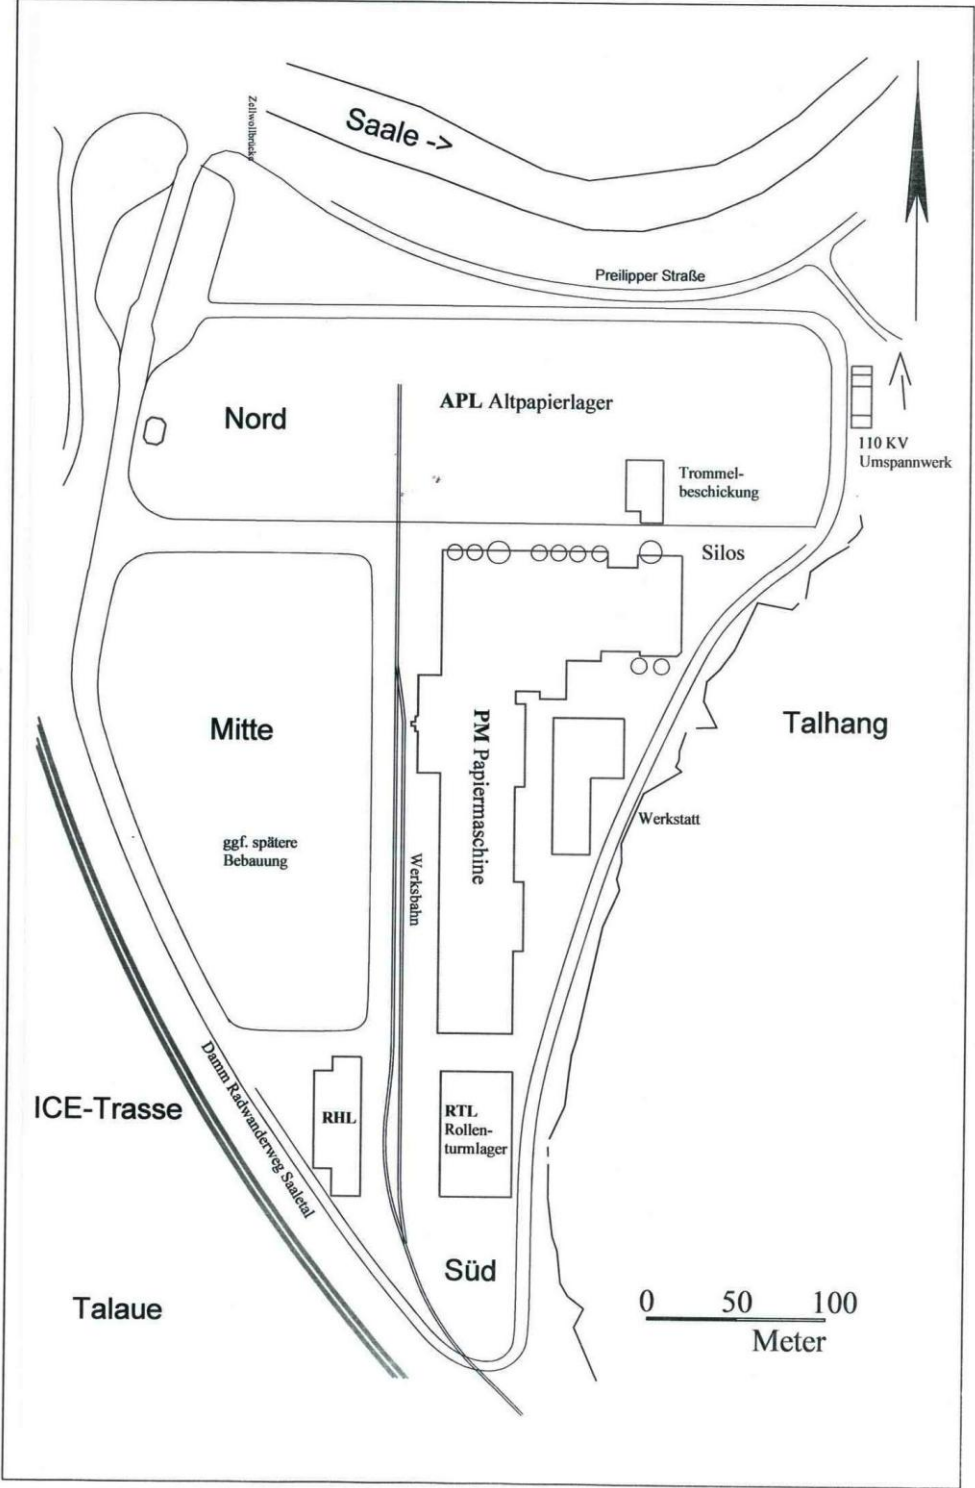 Zellwollbrücke
Saale ->
Preilipper Straße
Nord
APL Altpapierlager
110 KV
Umspannwerk
Trommel-
beschickung
Silos
Mitte
PM Papiermaschine
Talhang
ggf. spätere
Bebauung
Werksbahn
Werkstatt
Damm Radwanderweg Saaletal
ICE-Trasse
RHL
RTL
Rollen-
turmlager
Süd
Talaue
0 50 100
Meter